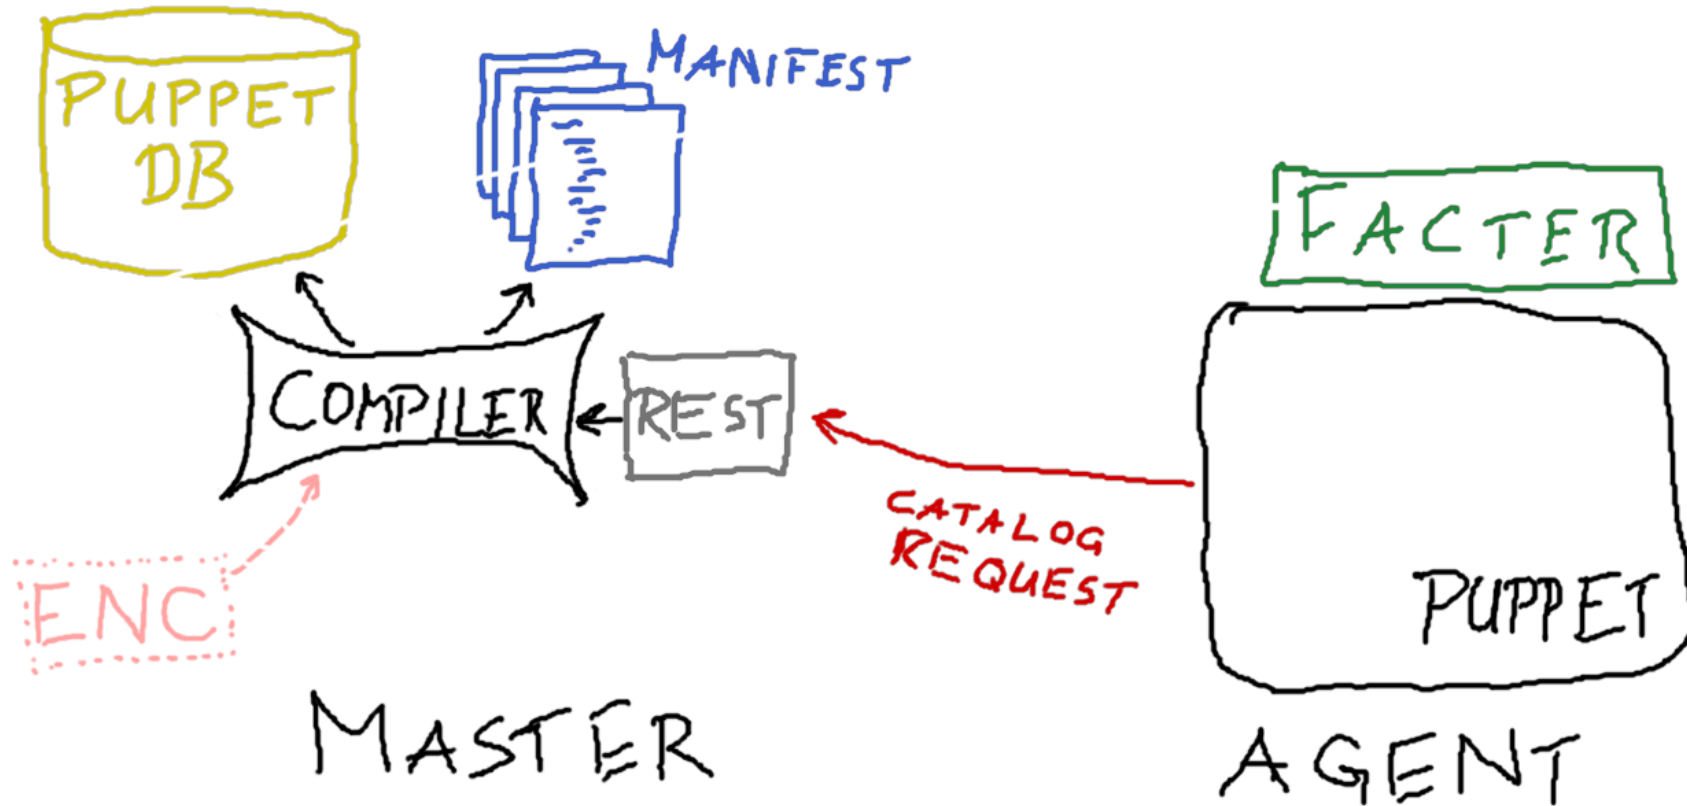 PUPPET
DB
MANIFEST
FACTER
COMPILER
REST
CATALOG
REQUEST
ENC
PUPPET
MASTER
AGENT